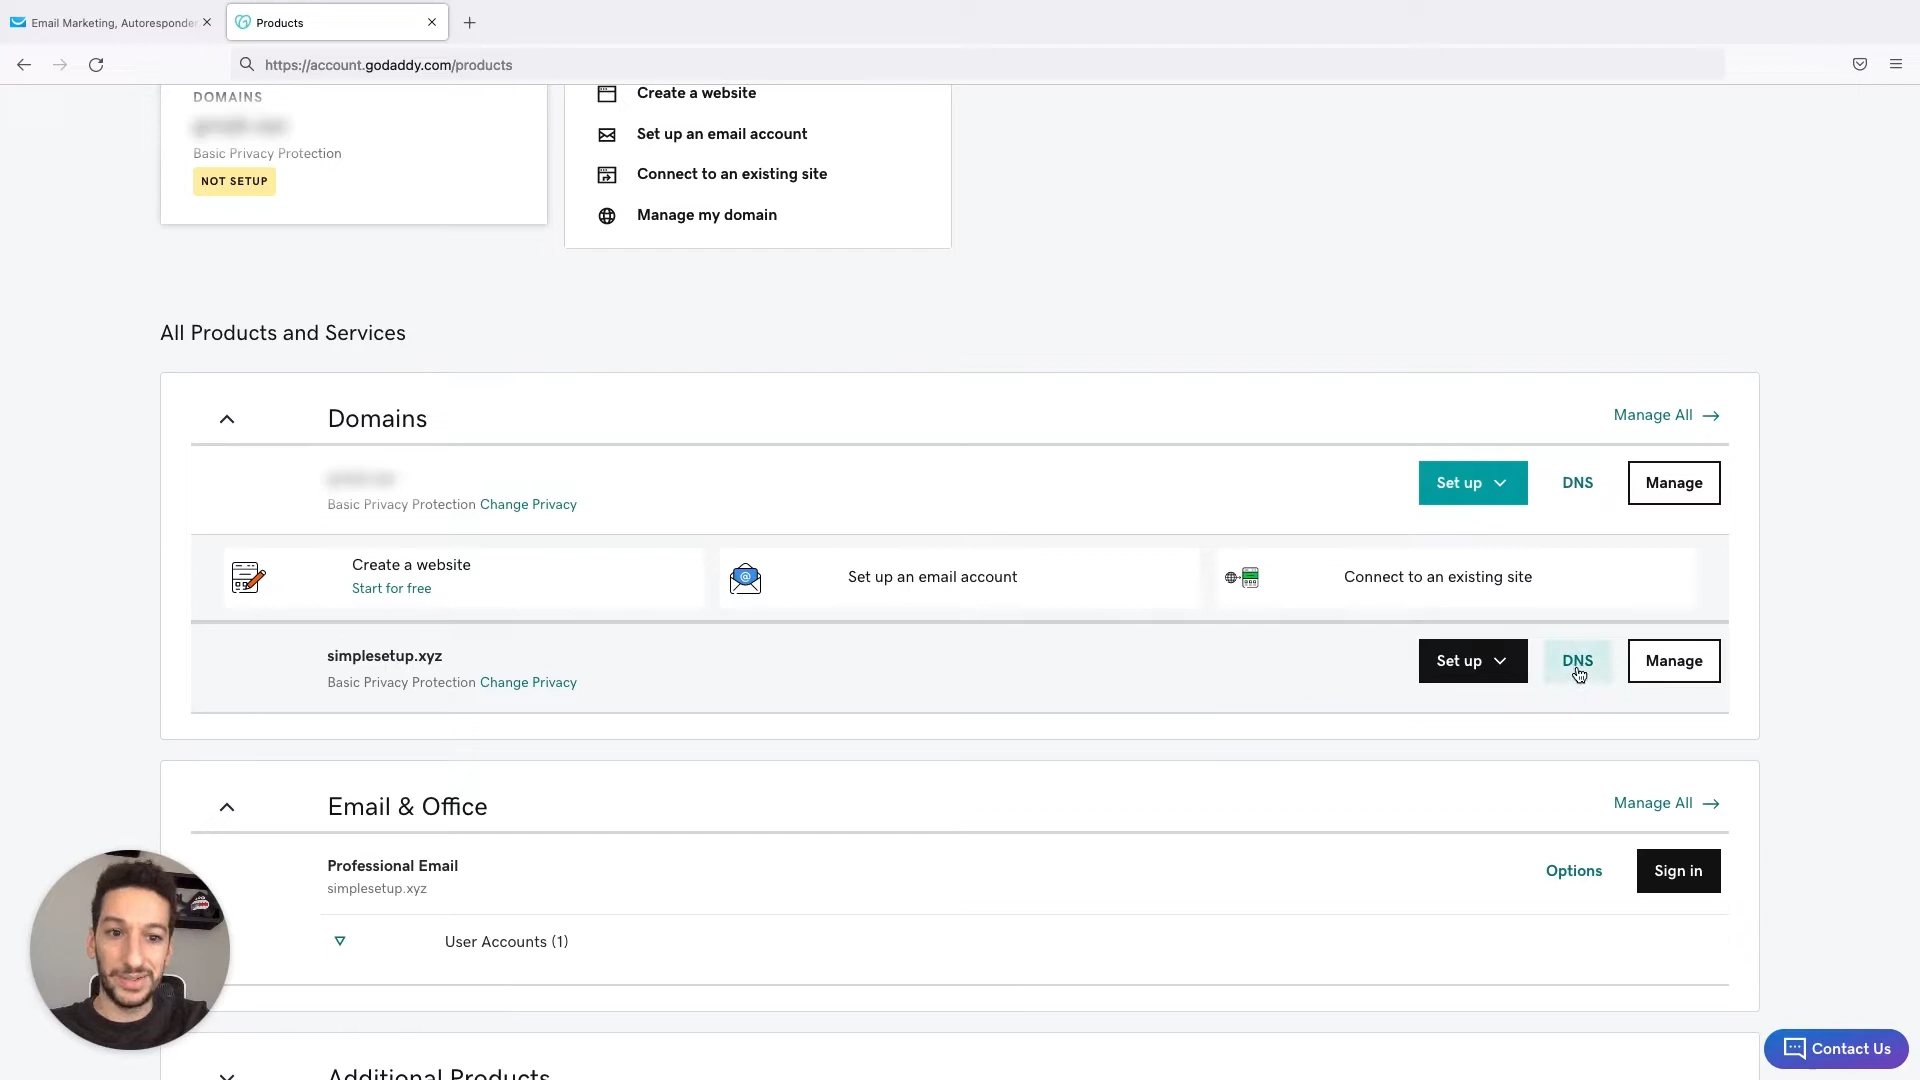 Email Marketing, Autoresponder
Products
https://account.godaddy.com/products
DOMAINS
Basic Privacy Protection
NOT SETUP
Create a website
Set up an email account
Connect to an existing site
Manage my domain
All Products and Services
Domains
Manage All
Basic Privacy Protection Change Privacy
Set up
DNS
Manage
Create a website
Start for free
Set up an email account
Connect to an existing site
simplesetup.xyz
Basic Privacy Protection Change Privacy
Set up
DNS
Manage
Email & Office
Manage All
Professional Email
simplesetup.xyz
Options
Sign in
User Accounts (1)
Additional Products
Contact Us